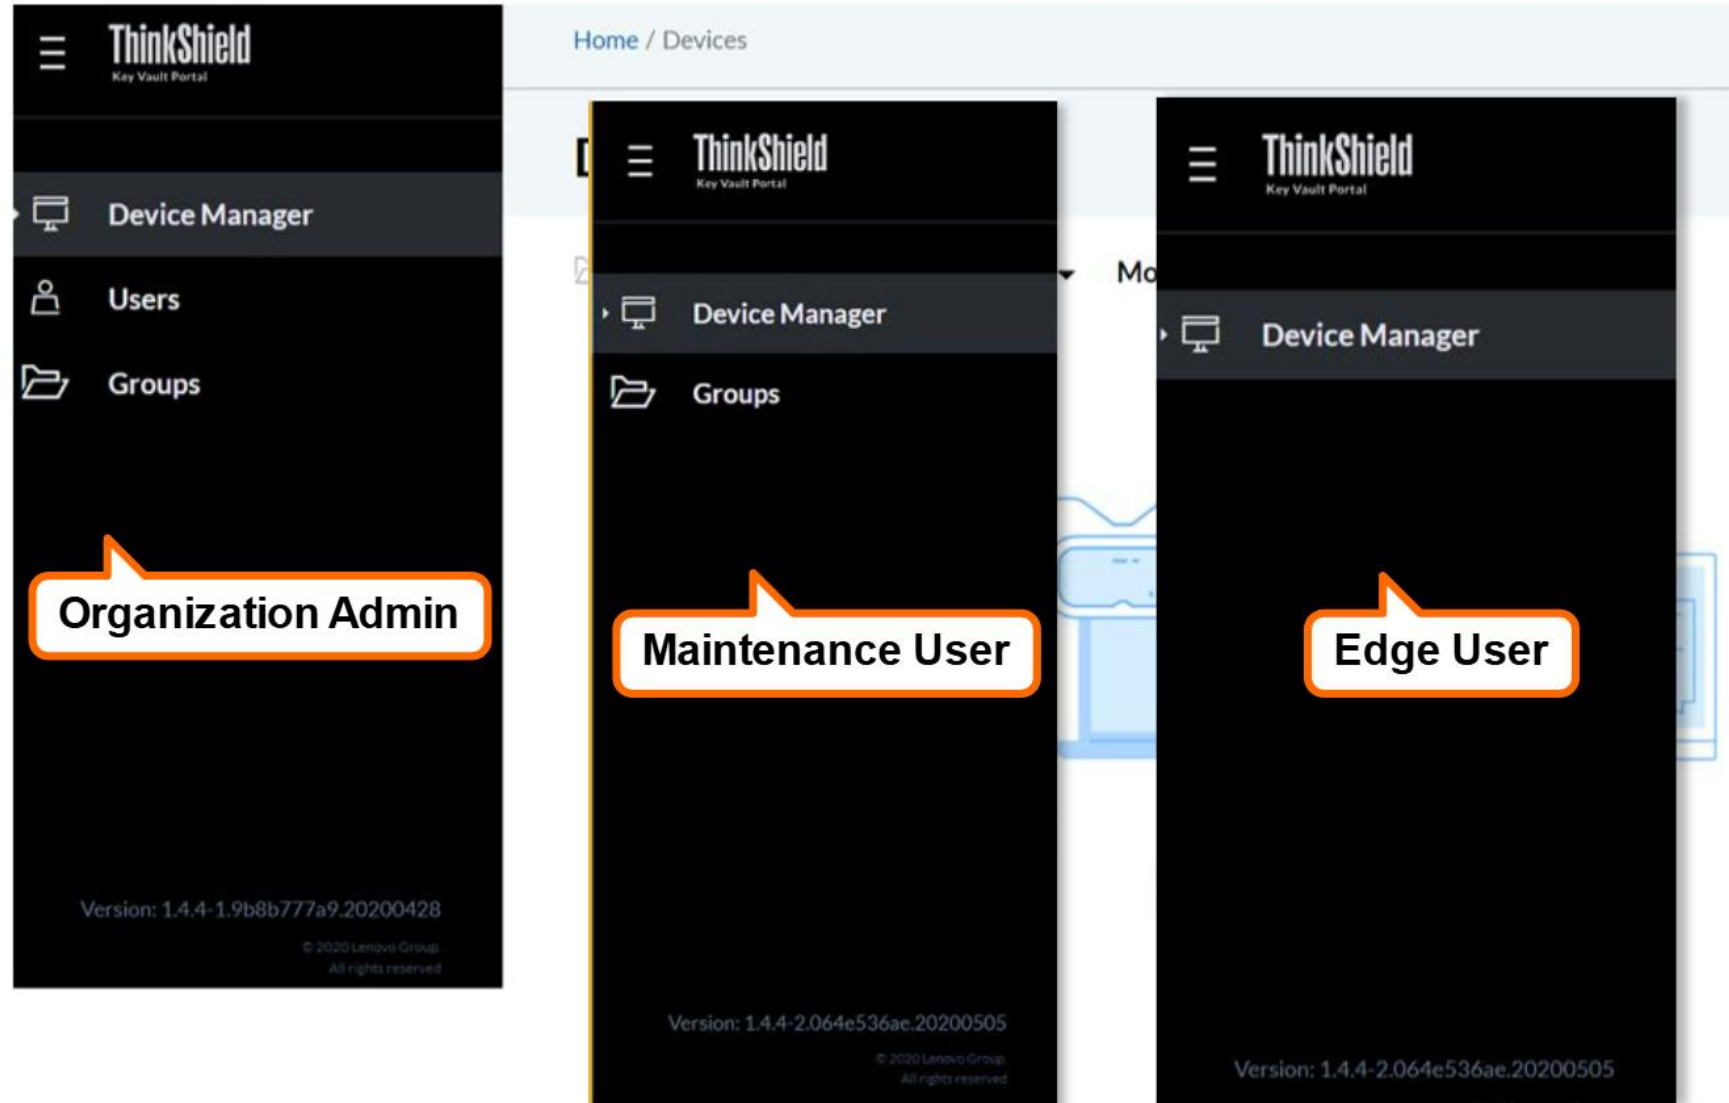 ThinkShield
Key Vault Portal
Device Manager
Users
Groups
Organization Admin
Version: 1.4.4-1.9b8b777a9.20200428
© 2020 Lenovo Group.
All rights reserved
Home / Devices
D
ThinkShield
Key Vault Portal
Device Manager
Groups
Maintenance User
Version: 1.4.4-2.064e536ae.20200505
© 2020 Lenovo Group.
All rights reserved
Mo
ThinkShield
Key Vault Portal
Device Manager
Edge User
Version: 1.4.4-2.064e536ae.20200505